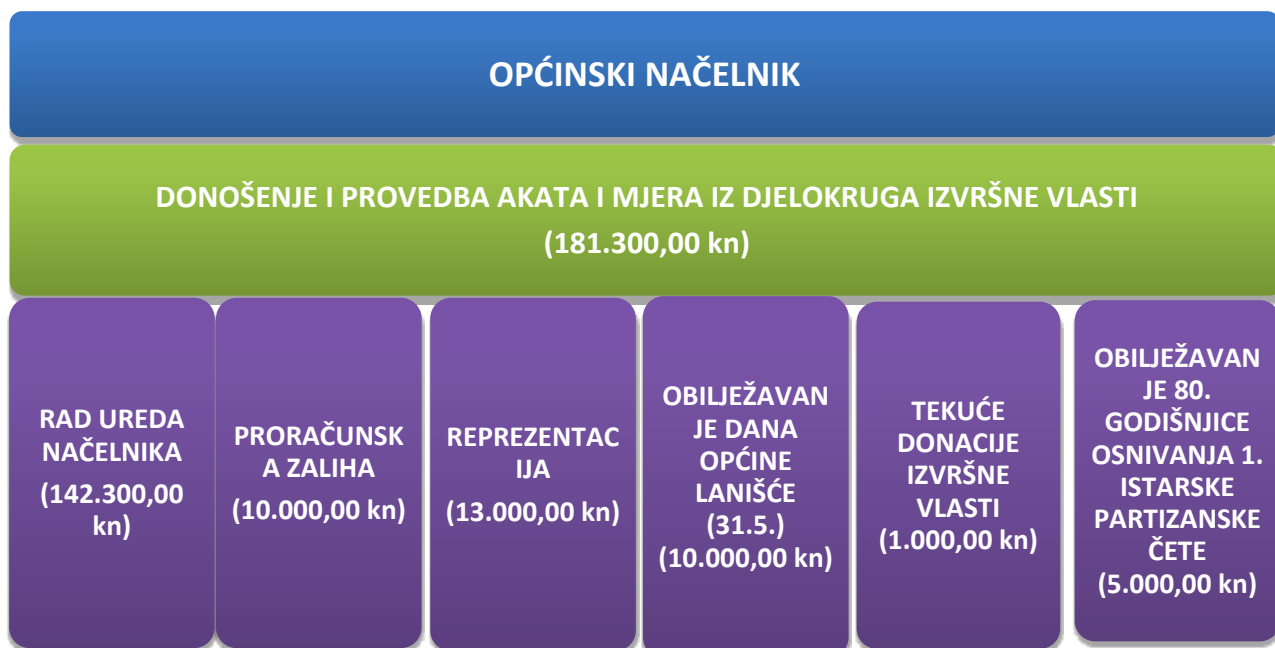 OPĆINSKI NAČELNIK
DONOŠENJE I PROVEDBA AKATA I MJERA IZ DJELOKRUGA IZVRŠNE VLASTI
(181.300,00 kn)
RAD UREDA
NAČELNIKA
(142.300,00
kn)
PRORAČUNSK
A ZALIHA
(10.000,00 kn)
REPREZENTAC
IJA
(13.000,00 kn)
OBILJEŽAVAN
JE DANA
OPĆINE
LANIŠĆE
(31.5.)
(10.000,00 kn)
TEKUĆE
DONACIJE
IZVRŠNE
VLASTI
(1.000,00 kn)
OBILJEŽAVAN
JE 80.
GODIŠNJICE
OSNIVANJA 1.
ISTARSKE
PARTIZANSKE
ČETE
(5.000,00 kn)